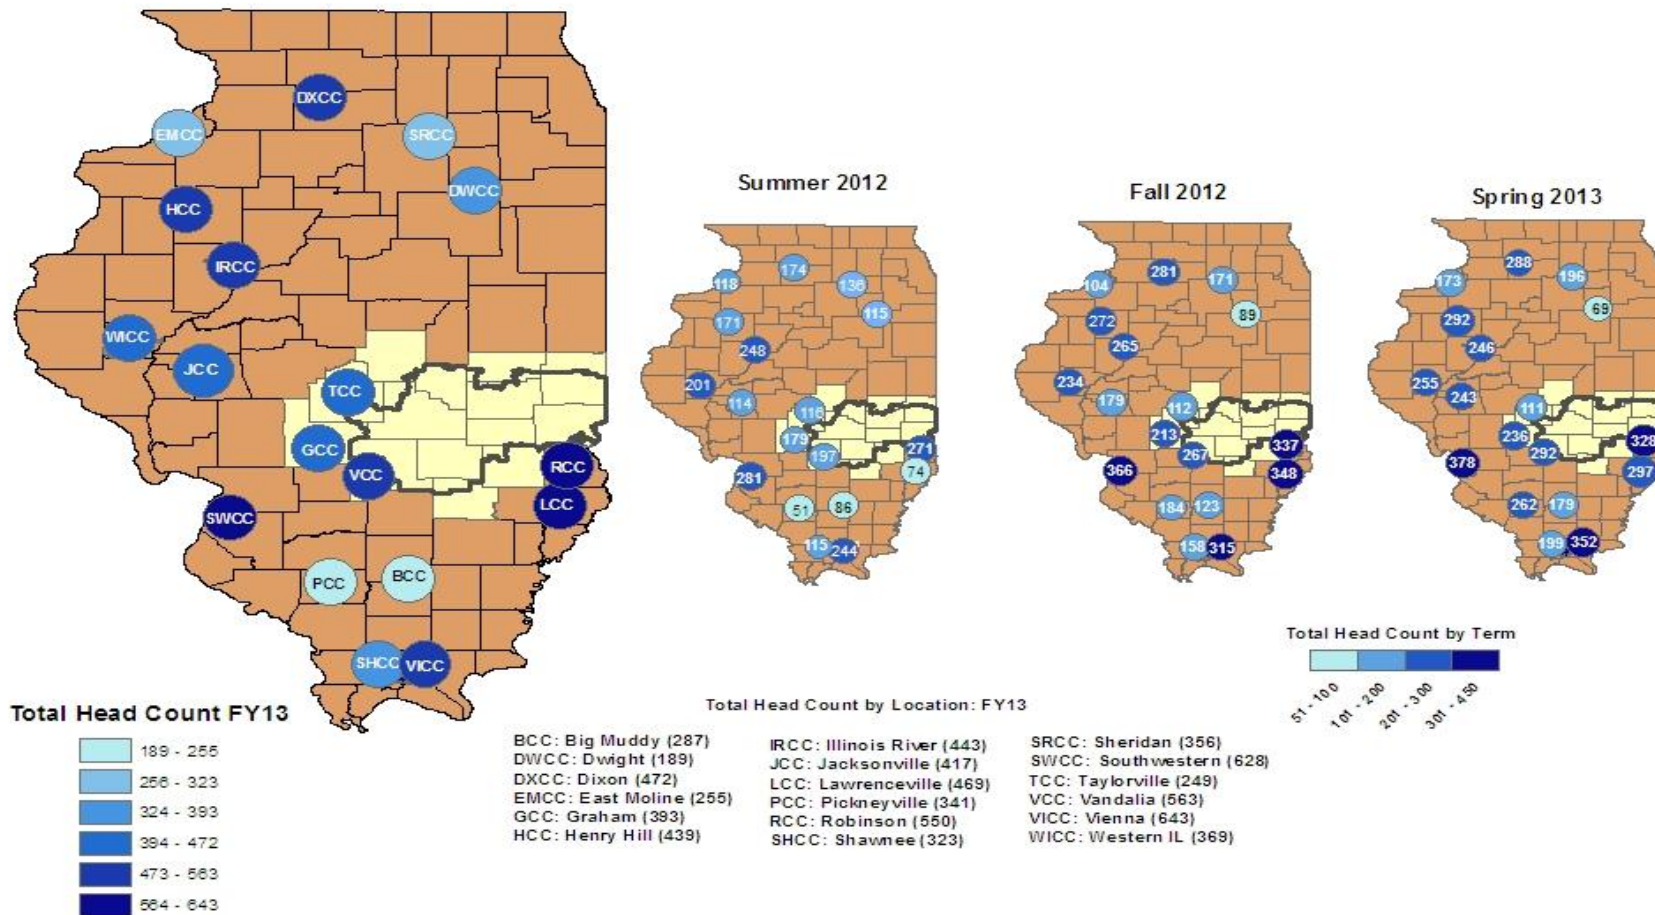 DXCC
EMCC
SRCC
DWCC
HCC
IRCC
WICC
JCC
TCC
GCC
VCC
RCC
LCC
SWCC
PCC
BCC
SHCC
VICC
Total Head Count FY13
189 - 255
256 - 323
324 - 393
394 - 472
473 - 563
564 - 643
Summer 2012
174
118
136
115
171
248
201
114
116
179
197
271
74
281
51
86
115
244
Fall 2012
281
104
171
89
272
265
234
179
112
213
267
337
348
366
184
123
158
315
Spring 2013
288
173
196
69
292
246
255
243
111
236
292
328
297
378
262
179
199
352
Total Head Count by Term
51 - 100
101 - 200
201 - 300
301 - 450
Total Head Count by Location: FY13
BCC: Big Muddy (287)
DWCC: Dwight (189)
DXCC: Dixon (472)
EMCC: East Moline (255)
GCC: Graham (393)
HCC: Henry Hill (439)
IRCC: Illinois River (443)
JCC: Jacksonville (417)
LCC: Lawrenceville (469)
PCC: Pickneyville (341)
RCC: Robinson (550)
SHCC: Shawnee (323)
SRCC: Sheridan (356)
SWCC: Southwestern (628)
TCC: Taylorville (249)
VCC: Vandalia (563)
VICC: Vienna (643)
WICC: Western IL (369)